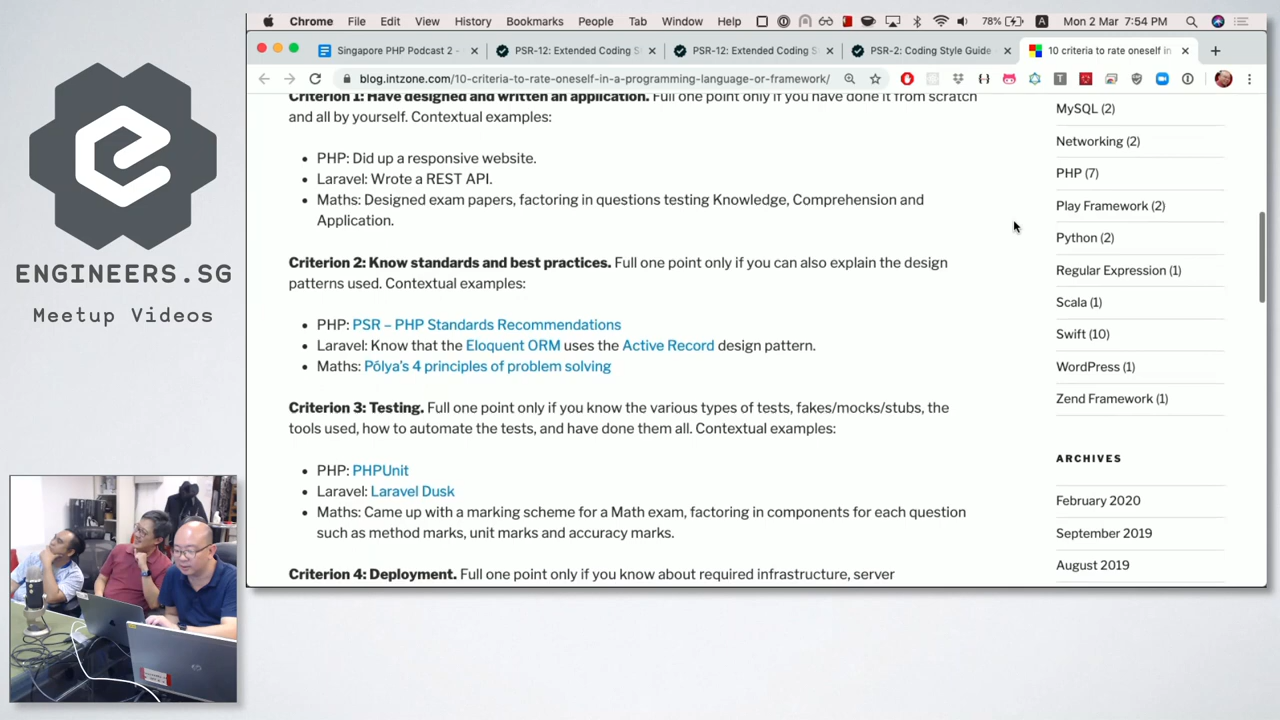 Chrome File Edit View History Bookmarks People Tab Window Help 78% A Mon 2 Mar 7:54 PM
Singapore PHP Podcast 2 - × PSR-12: Extended Coding S × PSR-12: Extended Coding S × PSR-2: Coding Style Guide × 10 criteria to rate oneself in × +
blog.intzone.com/10-criteria-to-rate-oneself-in-a-programming-language-or-framework/
ENGINEERS.SG
Meetup Videos
Criterion 1: Have designed and written an application. Full one point only if you have done it from scratch
and all by yourself. Contextual examples:
• PHP: Did up a responsive website.
• Laravel: Wrote a REST API.
• Maths: Designed exam papers, factoring in questions testing Knowledge, Comprehension and
Application.
Criterion 2: Know standards and best practices. Full one point only if you can also explain the design
patterns used. Contextual examples:
• PHP: PSR – PHP Standards Recommendations
• Laravel: Know that the Eloquent ORM uses the Active Record design pattern.
• Maths: Pōlya's 4 principles of problem solving
Criterion 3: Testing. Full one point only if you know the various types of tests, fakes/mocks/stubs, the
tools used, how to automate the tests, and have done them all. Contextual examples:
• PHP: PHPUnit
• Laravel: Laravel Dusk
• Maths: Came up with a marking scheme for a Math exam, factoring in components for each question
such as method marks, unit marks and accuracy marks.
Criterion 4: Deployment. Full one point only if you know about required infrastructure, server
MySQL (2)
Networking (2)
PHP (7)
Play Framework (2)
Python (2)
Regular Expression (1)
Scala (1)
Swift (10)
WordPress (1)
Zend Framework (1)
ARCHIVES
February 2020
September 2019
August 2019
hp